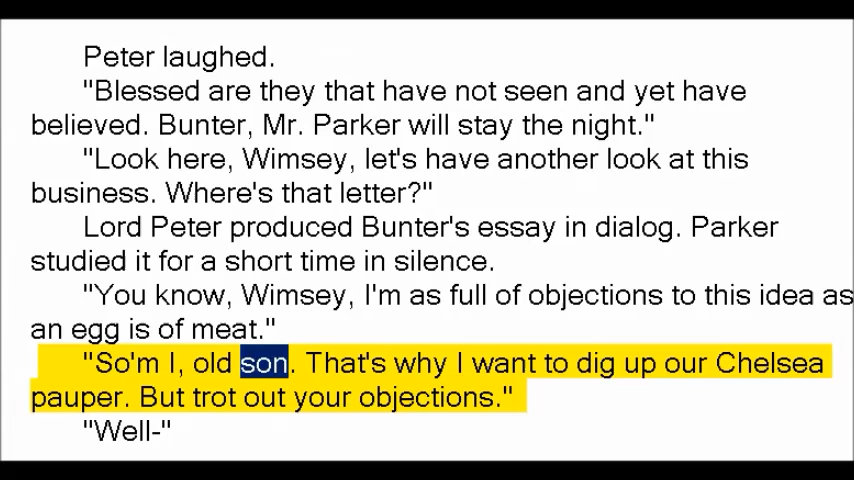 Peter laughed.
"Blessed are they that have not seen and yet have
believed. Bunter, Mr. Parker will stay the night."
"Look here, Wimsey, let's have another look at this
business. Where's that letter?"
Lord Peter produced Bunter's essay in dialog. Parker
studied it for a short time in silence.
"You know, Wimsey, I'm as full of objections to this idea as
an egg is of meat."
"So'm I, old son. That's why I want to dig up our Chelsea
pauper. But trot out your objections."
"Well-"